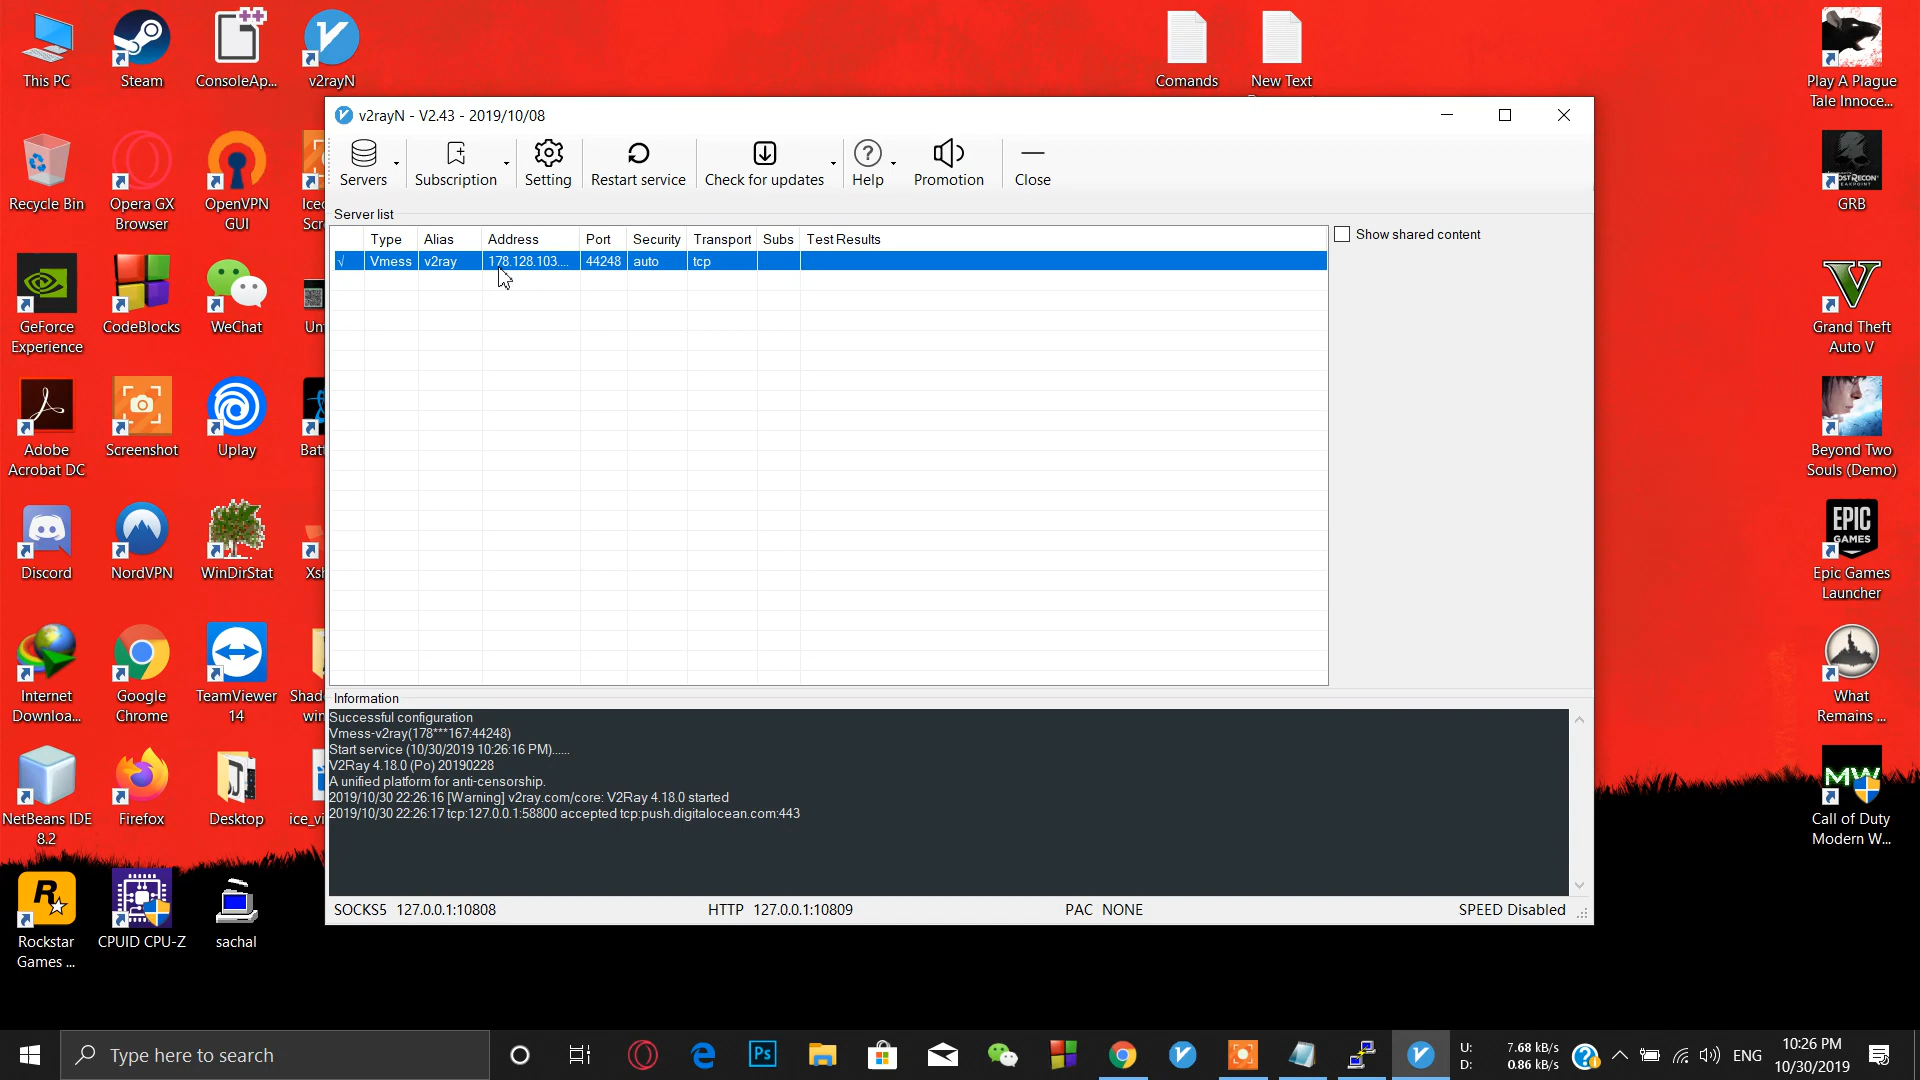 This PC
Steam
ConsoleAp...
v2rayN
Comands
New Text
Play A Plague
Tale Innoce...
v2rayN - V2.43 - 2019/10/08
Servers
Subscription
Setting
Restart service
Check for updates
Help
Promotion
Close
Recycle Bin
Opera GX
Browser
OpenVPN
GUI
GRB
Server list
Type Alias Address Port Security Transport Subs Test Results
√ Vmess v2ray 178.128.103.... 44248 auto tcp
Show shared content
GeForce
Experience
CodeBlocks
WeChat
Grand Theft
Auto V
Adobe
Acrobat DC
Screenshot
Uplay
Beyond Two
Souls (Demo)
Discord
NordVPN
WinDirStat
EPIC
GAMES
Epic Games
Launcher
Internet
Downloa...
Google
Chrome
TeamViewer
14
What
Remains ...
NetBeans IDE
8.2
Firefox
Desktop
MW
Call of Duty
Modern W...
Information
Successful configuration
Vmess-v2ray(178***167:44248)
Start service (10/30/2019 10:26:16 PM)......
V2Ray 4.18.0 (Po) 20190228
A unified platform for anti-censorship.
2019/10/30 22:26:16 [Warning] v2ray.com/core: V2Ray 4.18.0 started
2019/10/30 22:26:17 tcp:127.0.0.1:58800 accepted tcp:push.digitalocean.com:443
SOCKS5 127.0.0.1:10808
HTTP 127.0.0.1:10809
PAC NONE
SPEED Disabled
Rockstar
Games ...
CPUID CPU-Z
sachal
Type here to search
Ps
U: 7.68 kB/s
D: 0.86 kB/s
ENG
10:26 PM
10/30/2019